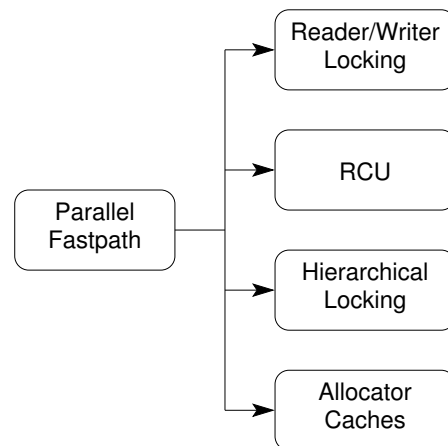 Reader/Writer
Locking
RCU
Parallel
Fastpath
Hierarchical
Locking
Allocator
Caches